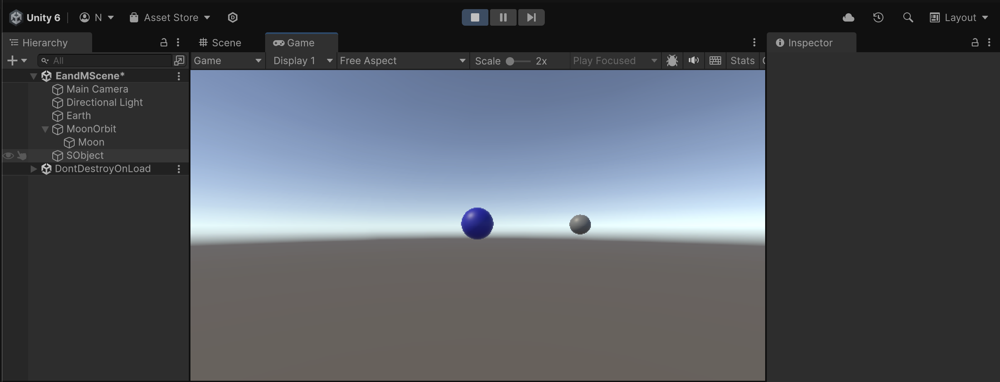 Unity 6 N Asset Store Layout
Hierarchy
Scene Game
Inspector
All
Game Display 1 Free Aspect Scale 2x Play Focused Stats
EandMScene*
Main Camera
Directional Light
Earth
MoonOrbit
Moon
SObject
DontDestroyOnLoad